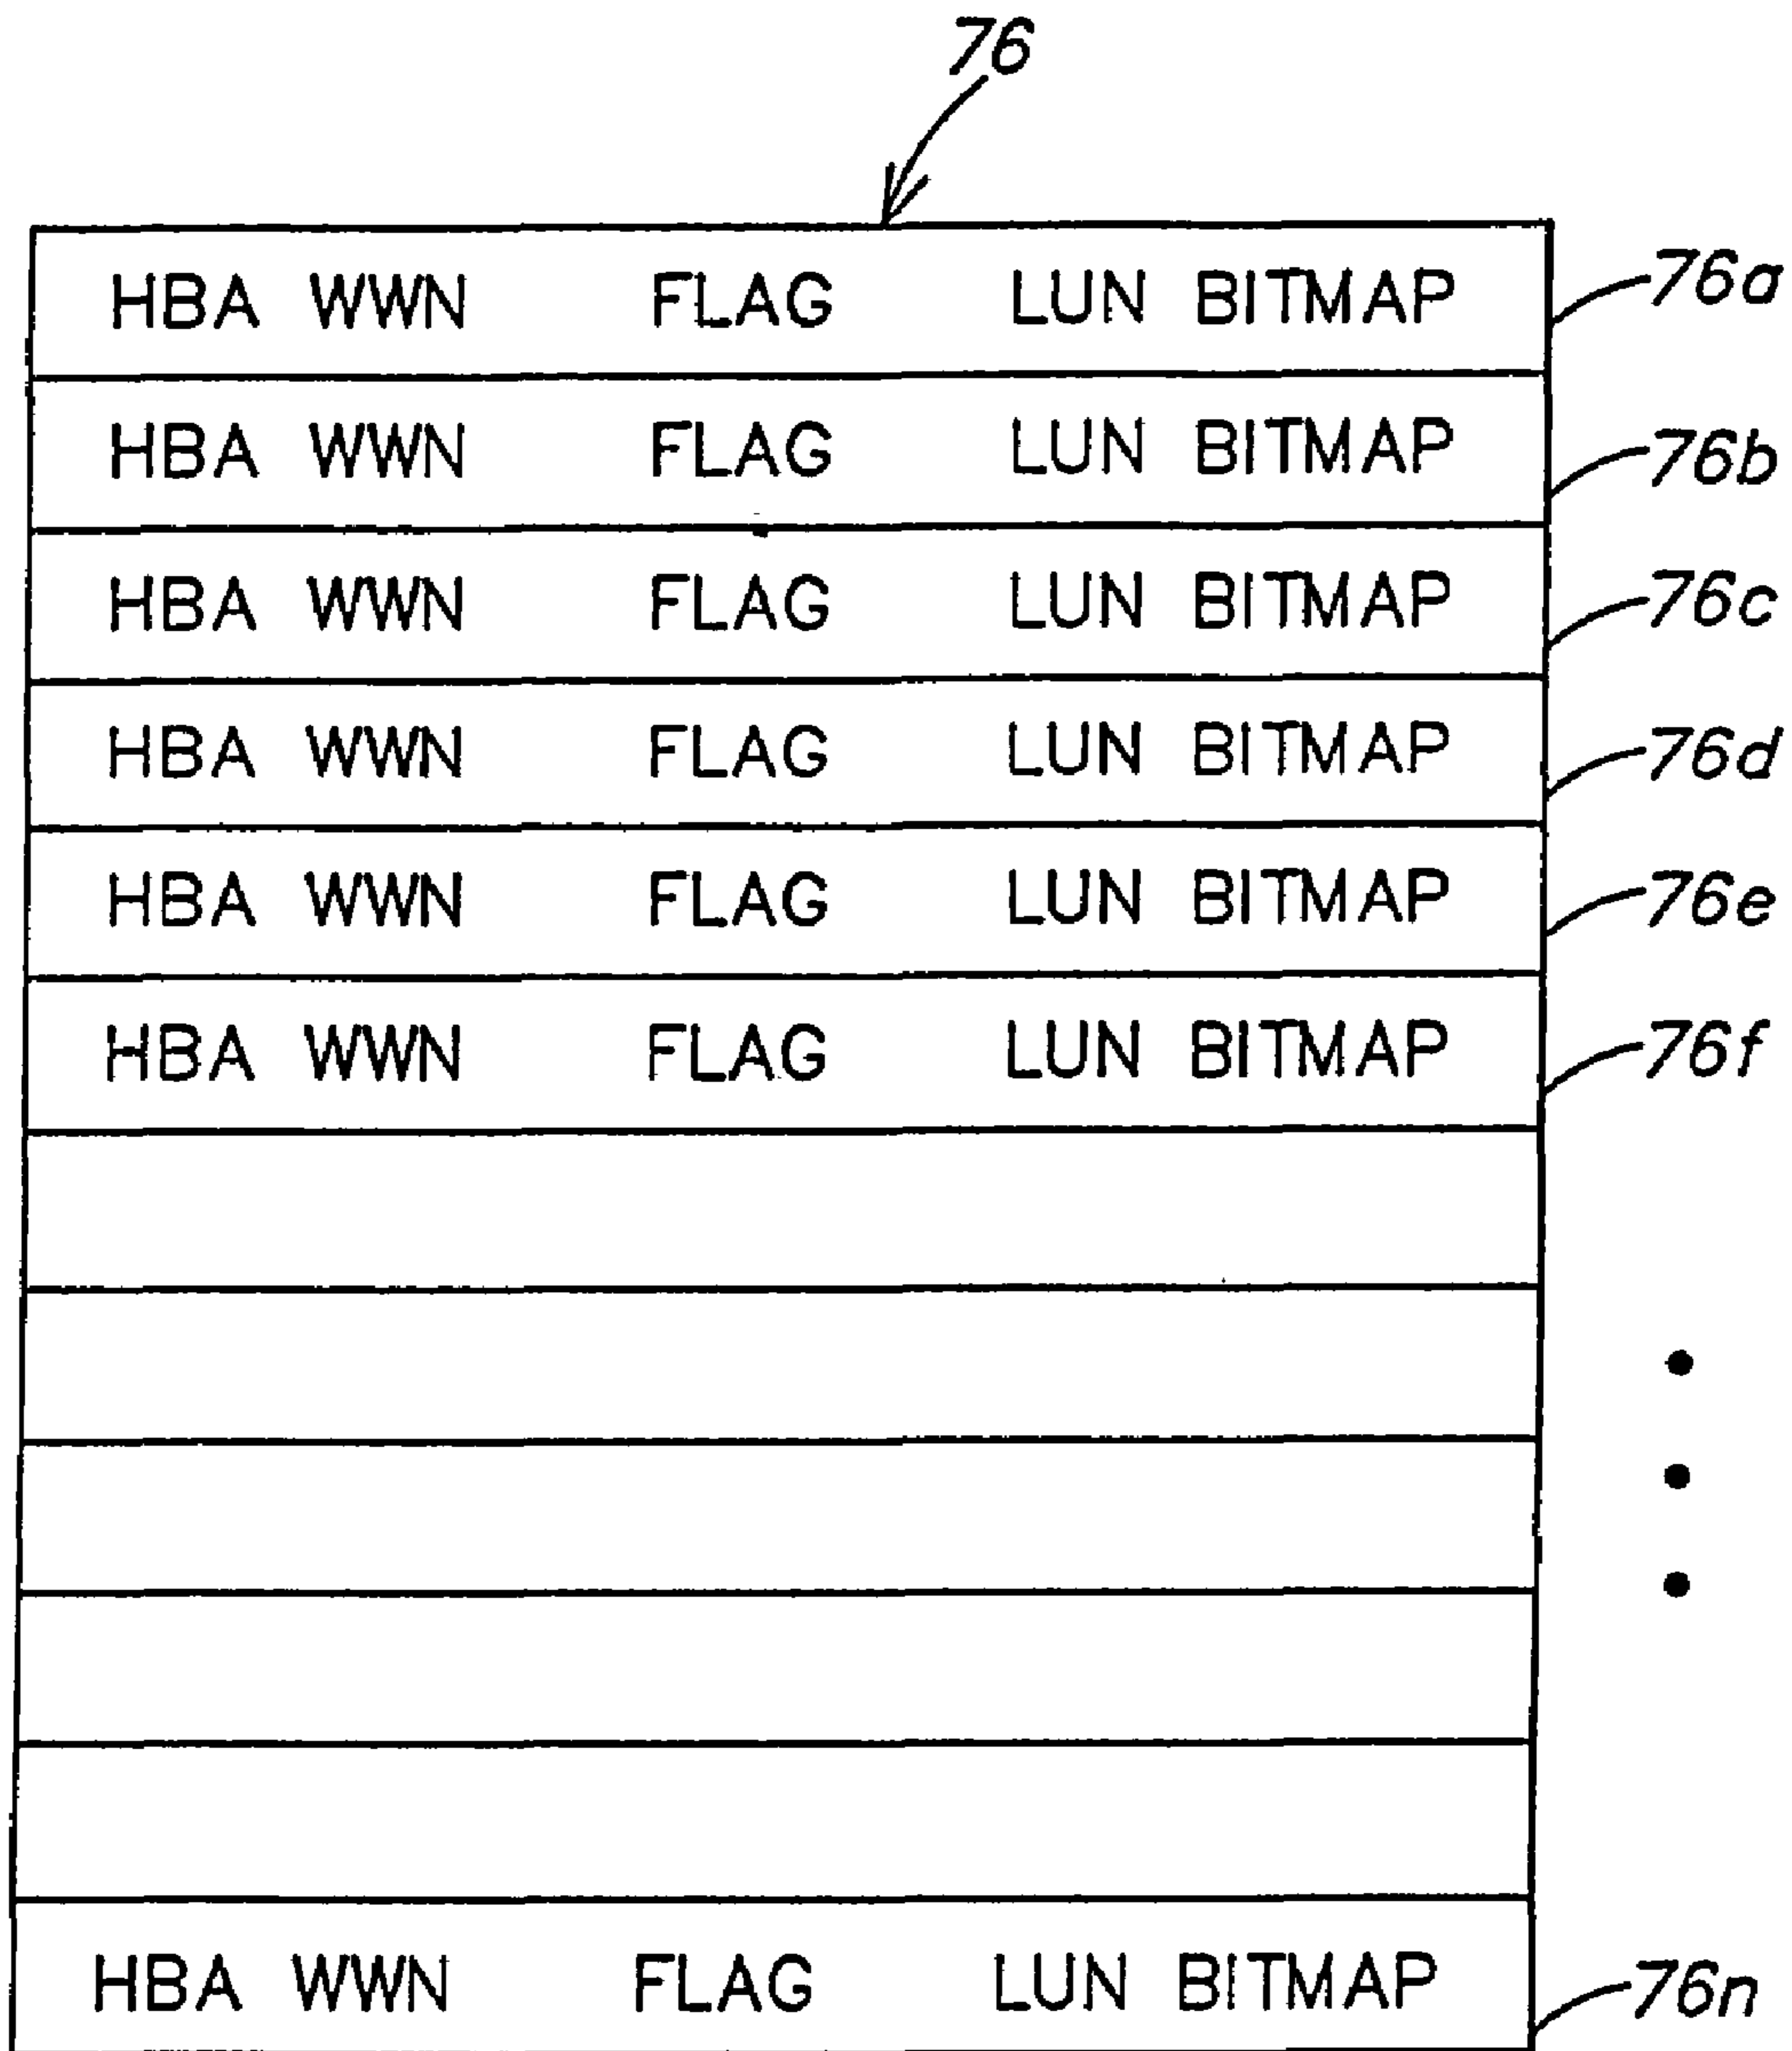 76
HBA WWN FLAG LUN BITMAP 76a
HBA WWN FLAG LUN BITMAP 76b
HBA WWN FLAG LUN BITMAP 76c
HBA WWN FLAG LUN BITMAP 76d
HBA WWN FLAG LUN BITMAP 76e
HBA WWN FLAG LUN BITMAP 76f
HBA WWN FLAG LUN BITMAP 76n